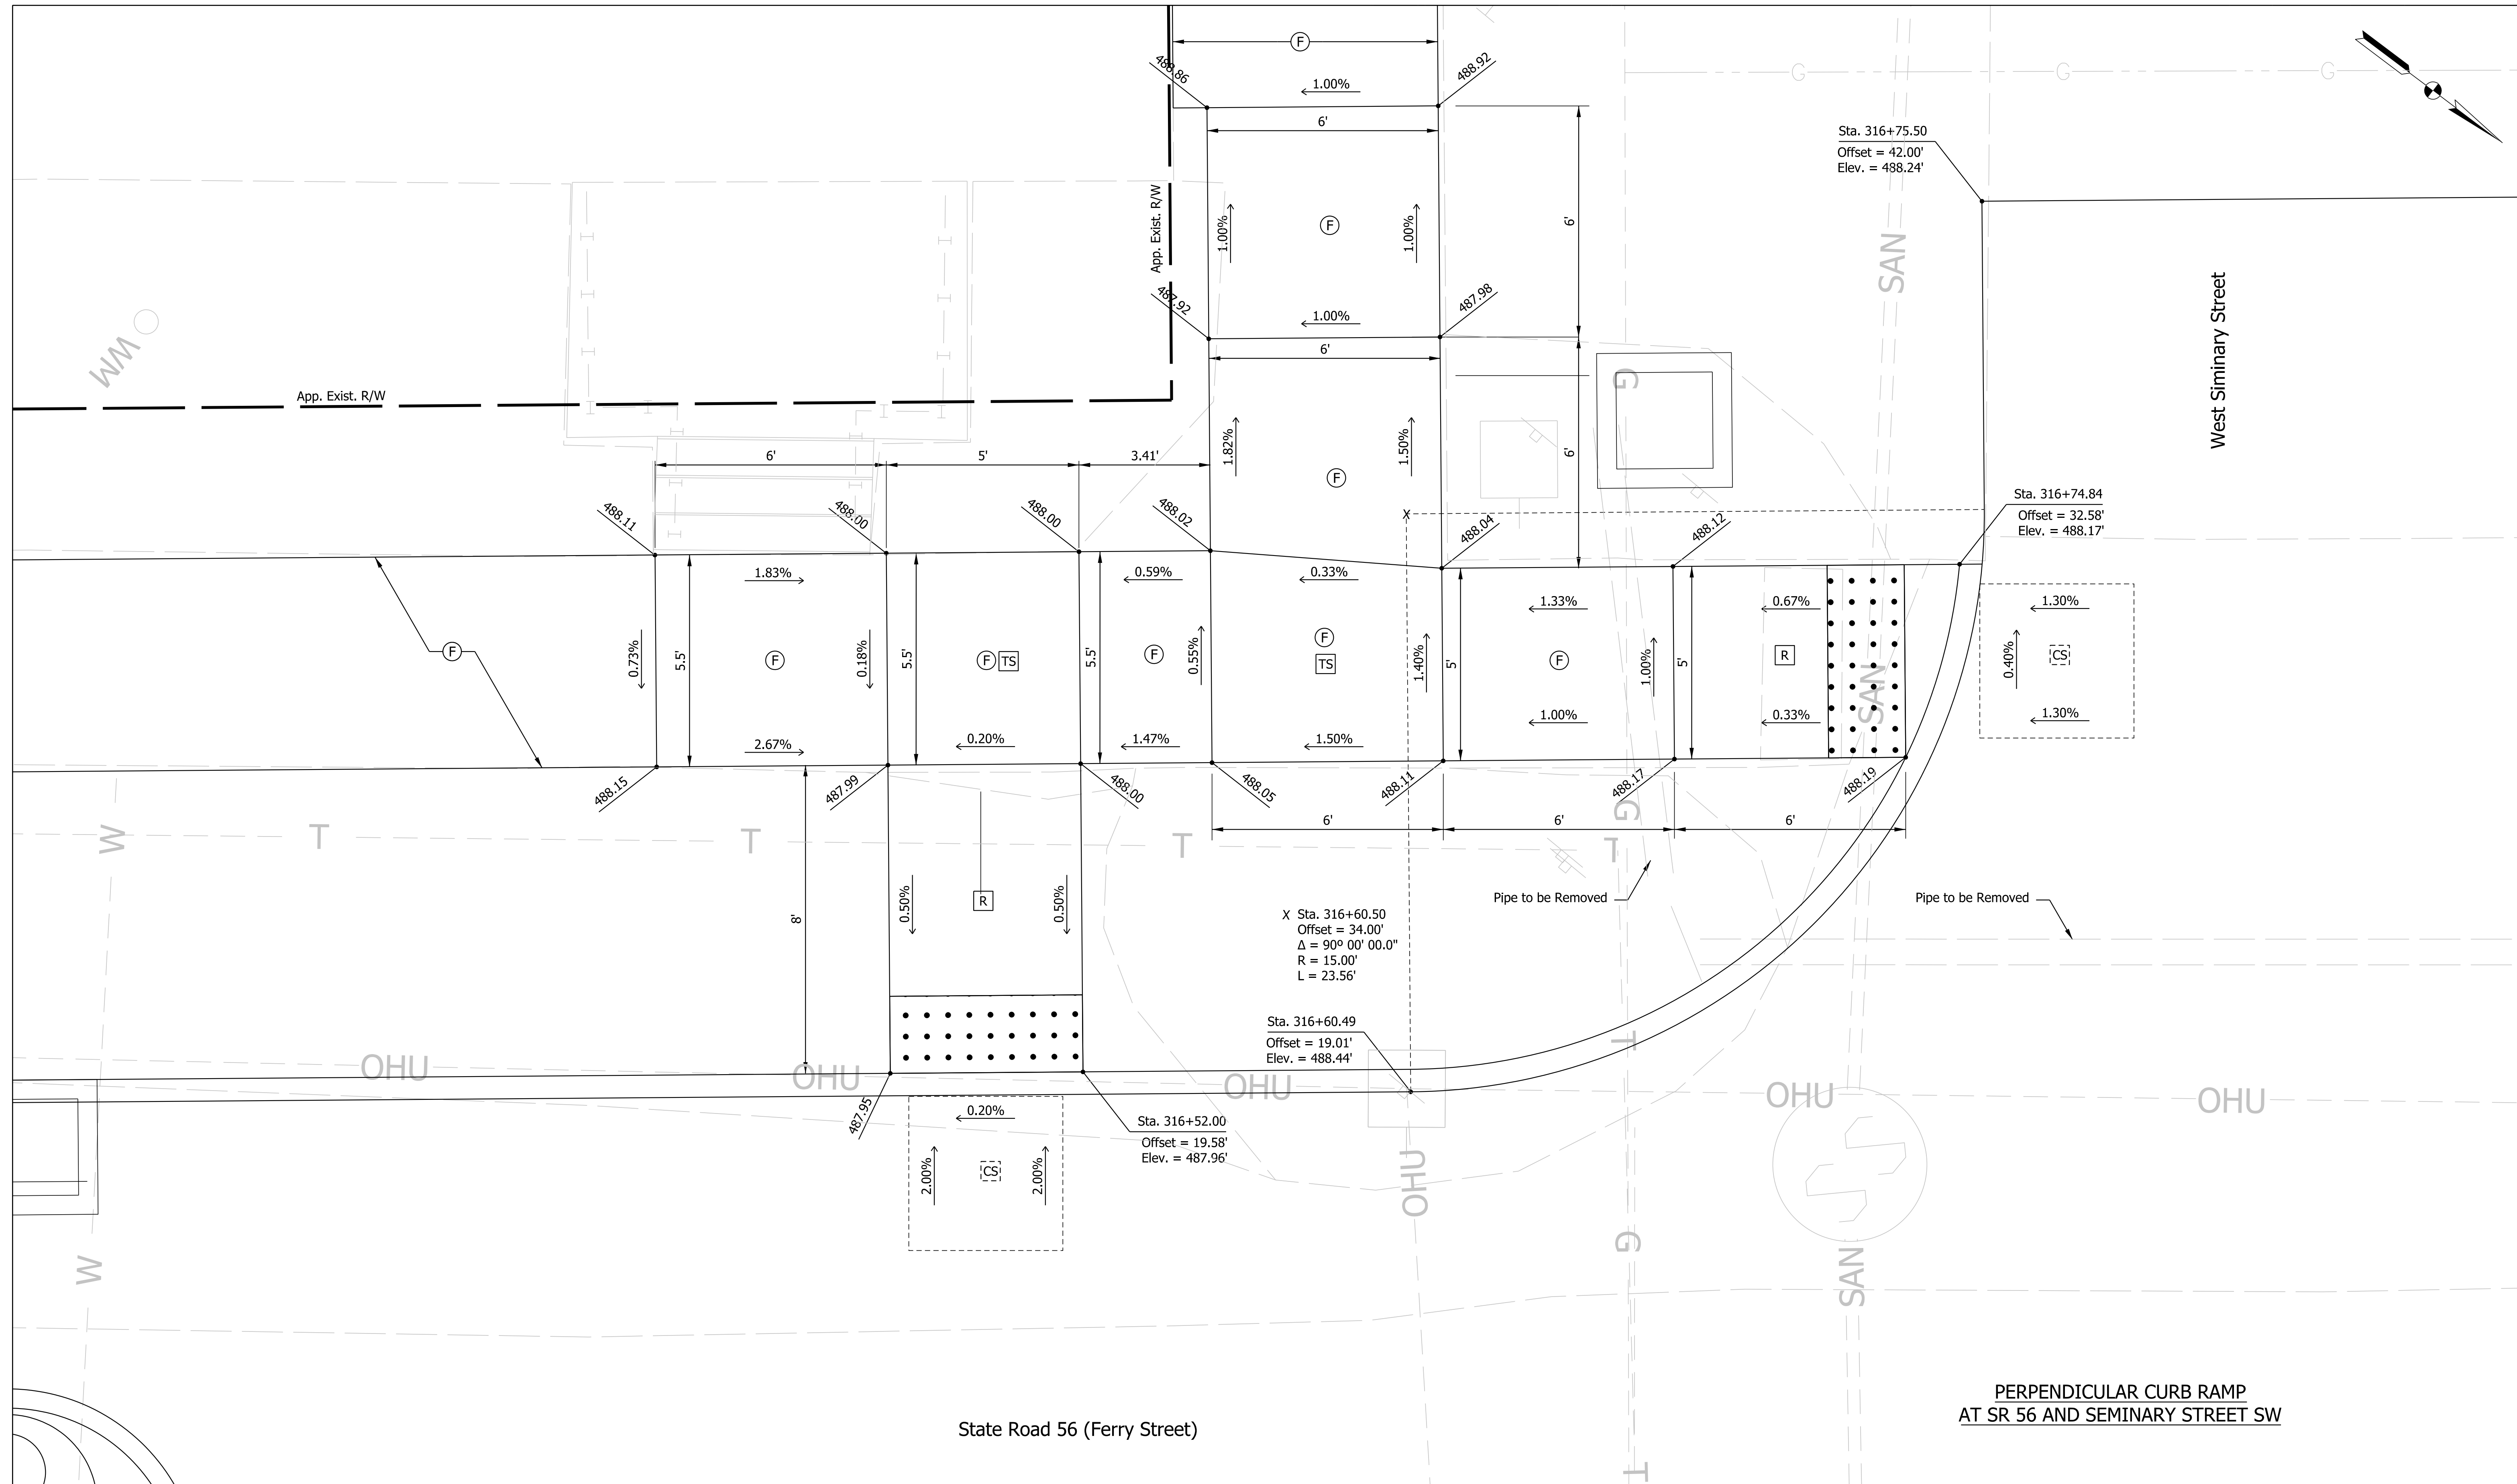 F
488.86
488.92
1.00%
6'
Sta. 316+75.50
Offset = 42.00'
Elev. = 488.24'
G
G
G
App. Exist. R/W
1.00%
F
1.00%
6'
SAN
West Siminary Street
WM
487.92
487.98
1.00%
6'
App. Exist. R/W
G
6'
5'
3.41'
1.82%
F
1.50%
6'
488.11
488.00
488.00
488.02
X
488.04
488.12
Sta. 316+74.84
Offset = 32.58'
Elev. = 488.17'
1.83%
0.59%
0.33%
1.33%
0.67%
1.30%
F
0.73%
5.5'
F
0.18%
5.5'
F
TS
5.5'
F
0.55%
F
TS
1.40%
5'
F
1.00%
5'
R
SAN
0.40%
CS
2.67%
0.20%
1.47%
1.50%
1.00%
0.33%
1.30%
488.15
487.99
488.00
488.05
488.11
488.17
488.19
6'
6'
6'
W
T
T
T
G
T
8'
0.50%
R
0.50%
Pipe to be Removed
Pipe to be Removed
X Sta. 316+60.50
Offset = 34.00'
Δ = 90º 00' 00.0"
R = 15.00'
L = 23.56'
Sta. 316+60.49
Offset = 19.01'
Elev. = 488.44'
T
OHU
OHU
OHU
OHU
OHU
487.95
0.20%
2.00%
CS
2.00%
Sta. 316+52.00
Offset = 19.58'
Elev. = 487.96'
OHU
W
G
SAN
State Road 56 (Ferry Street)
PERPENDICULAR CURB RAMP
AT SR 56 AND SEMINARY STREET SW
T